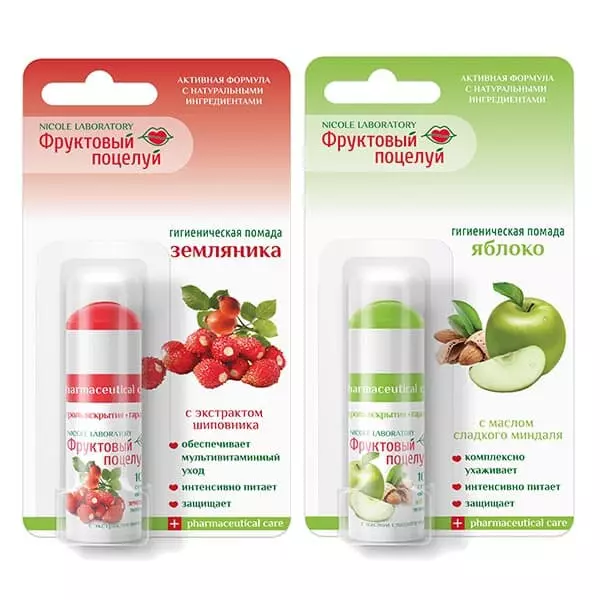 АКТИВНАЯ ФОРМУЛА
С НАТУРАЛЬНЫМИ
ИНГРЕДИЕНТАМИ
NICOLE LABORATORY
Фруктовый
поцелуй
гигиеническая помада
земляника
с экстрактом
шиповника
обеспечивает
мультивитаминный
уход
интенсивно питает
защищает
pharmaceutical care
NICOLE LABORATORY
Фруктовый
поцелуй
АКТИВНАЯ ФОРМУЛА
С НАТУРАЛЬНЫМИ
ИНГРЕДИЕНТАМИ
NICOLE LABORATORY
Фруктовый
поцелуй
гигиеническая помада
яблоко
с маслом
сладкого миндаля
комплексно
ухаживает
интенсивно питает
защищает
pharmaceutical care
NICOLE LABORATORY
Фруктовый
поцелуй